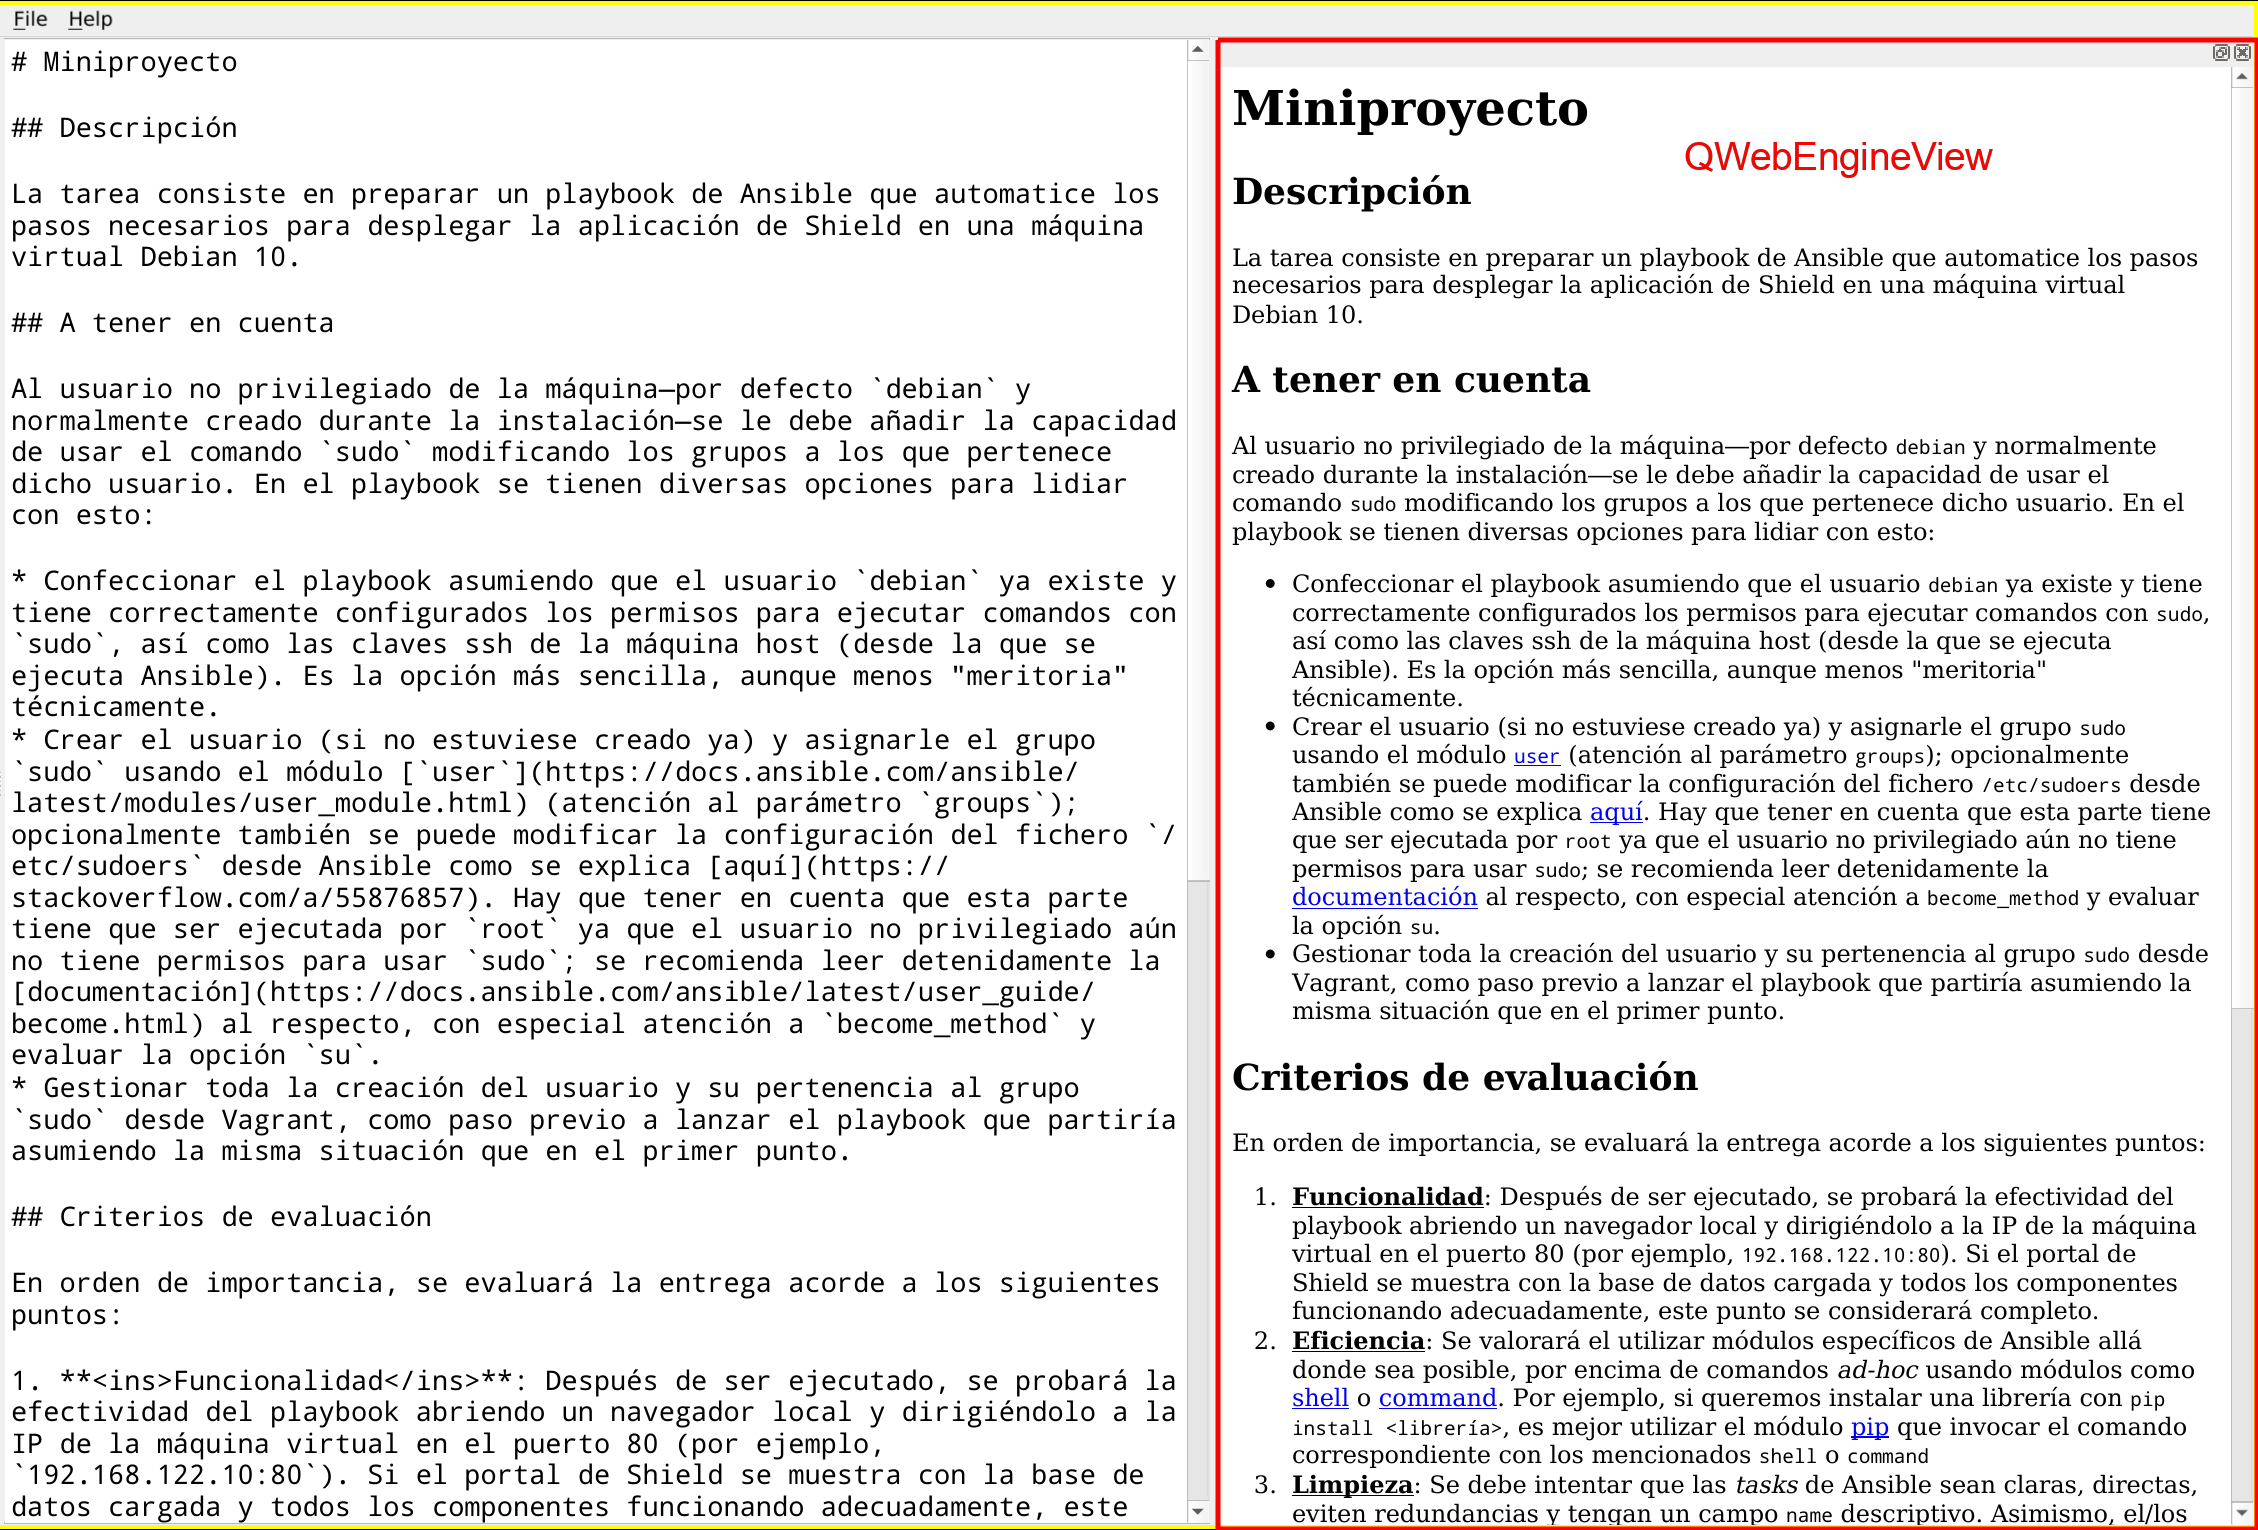 File Help
# Miniproyecto
## Descripción
La tarea consiste en preparar un playbook de Ansible que automatice los
pasos necesarios para desplegar la aplicación de Shield en una máquina
virtual Debian 10.
## A tener en cuenta
Al usuario no privilegiado de la máquina—por defecto `debian` y
normalmente creado durante la instalación—se le debe añadir la capacidad
de usar el comando `sudo` modificando los grupos a los que pertenece
dicho usuario. En el playbook se tienen diversas opciones para lidiar
con esto:
* Confeccionar el playbook asumiendo que el usuario `debian` ya existe y
tiene correctamente configurados los permisos para ejecutar comandos con
`sudo`, así como las claves ssh de la máquina host (desde la que se
ejecuta Ansible). Es la opción más sencilla, aunque menos "meritoria"
técnicamente.
* Crear el usuario (si no estuviese creado ya) y asignarle el grupo
`sudo` usando el módulo [`user`](https://docs.ansible.com/ansible/
latest/modules/user_module.html) (atención al parámetro `groups`);
opcionalmente también se puede modificar la configuración del fichero `/
etc/sudoers` desde Ansible como se explica [aquí](https://
stackoverflow.com/a/55876857). Hay que tener en cuenta que esta parte
tiene que ser ejecutada por `root` ya que el usuario no privilegiado aún
no tiene permisos para usar `sudo`; se recomienda leer detenidamente la
[documentación](https://docs.ansible.com/ansible/latest/user_guide/
become.html) al respecto, con especial atención a `become_method` y
evaluar la opción `su`.
* Gestionar toda la creación del usuario y su pertenencia al grupo
`sudo` desde Vagrant, como paso previo a lanzar el playbook que partiría
asumiendo la misma situación que en el primer punto.
## Criterios de evaluación
En orden de importancia, se evaluará la entrega acorde a los siguientes
puntos:
1. **<ins>Funcionalidad</ins>**: Después de ser ejecutado, se probará la
efectividad del playbook abriendo un navegador local y dirigiéndolo a la
IP de la máquina virtual en el puerto 80 (por ejemplo,
`192.168.122.10:80`). Si el portal de Shield se muestra con la base de
datos cargada y todos los componentes funcionando adecuadamente, este
Miniproyecto
QWebEngineView
Descripción
La tarea consiste en preparar un playbook de Ansible que automatice los pasos
necesarios para desplegar la aplicación de Shield en una máquina virtual
Debian 10.
A tener en cuenta
Al usuario no privilegiado de la máquina—por defecto debian y normalmente
creado durante la instalación—se le debe añadir la capacidad de usar el
comando sudo modificando los grupos a los que pertenece dicho usuario. En el
playbook se tienen diversas opciones para lidiar con esto:
• Confeccionar el playbook asumiendo que el usuario debian ya existe y tiene
correctamente configurados los permisos para ejecutar comandos con sudo,
así como las claves ssh de la máquina host (desde la que se ejecuta
Ansible). Es la opción más sencilla, aunque menos "meritoria"
técnicamente.
• Crear el usuario (si no estuviese creado ya) y asignarle el grupo sudo
usando el módulo user (atención al parámetro groups); opcionalmente
también se puede modificar la configuración del fichero /etc/sudoers desde
Ansible como se explica aquí. Hay que tener en cuenta que esta parte tiene
que ser ejecutada por root ya que el usuario no privilegiado aún no tiene
permisos para usar sudo; se recomienda leer detenidamente la
documentación al respecto, con especial atención a become_method y evaluar
la opción su.
• Gestionar toda la creación del usuario y su pertenencia al grupo sudo desde
Vagrant, como paso previo a lanzar el playbook que partiría asumiendo la
misma situación que en el primer punto.
Criterios de evaluación
En orden de importancia, se evaluará la entrega acorde a los siguientes puntos:
1. Funcionalidad: Después de ser ejecutado, se probará la efectividad del
playbook abriendo un navegador local y dirigiéndolo a la IP de la máquina
virtual en el puerto 80 (por ejemplo, 192.168.122.10:80). Si el portal de
Shield se muestra con la base de datos cargada y todos los componentes
funcionando adecuadamente, este punto se considerará completo.
2. Eficiencia: Se valorará el utilizar módulos específicos de Ansible allá
donde sea posible, por encima de comandos ad-hoc usando módulos como
shell o command. Por ejemplo, si queremos instalar una librería con pip
install <librería>, es mejor utilizar el módulo pip que invocar el comando
correspondiente con los mencionados shell o command
3. Limpieza: Se debe intentar que las tasks de Ansible sean claras, directas,
eviten redundancias y tengan un campo name descriptivo. Asimismo, el/los